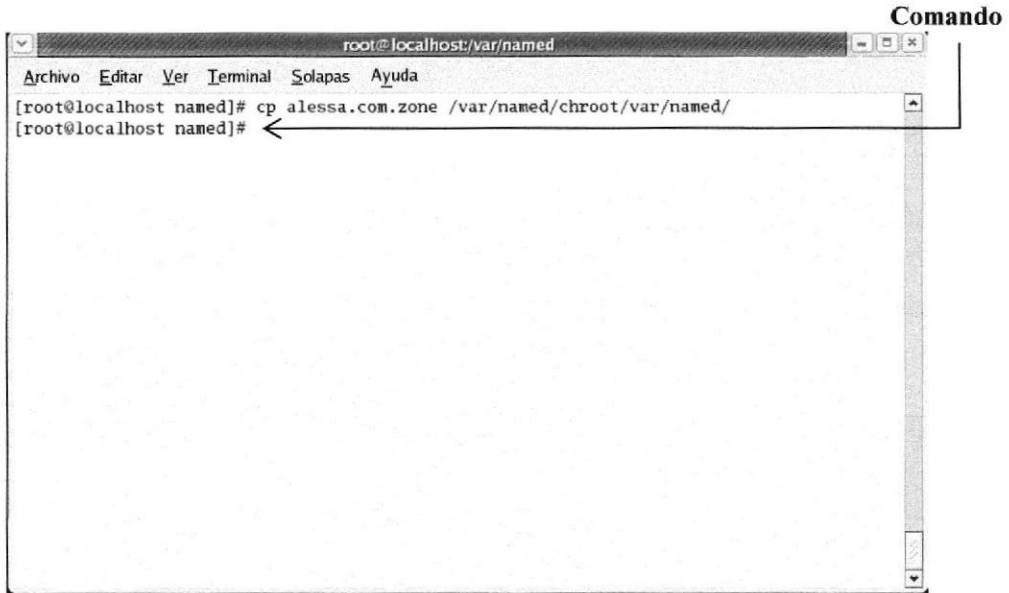 Comando
root@localhost:/var/named
Archivo Editar Ver Terminal Solapas Ayuda
[root@localhost named]# cp alessa.com.zone /var/named/chroot/var/named/
[root@localhost named]#